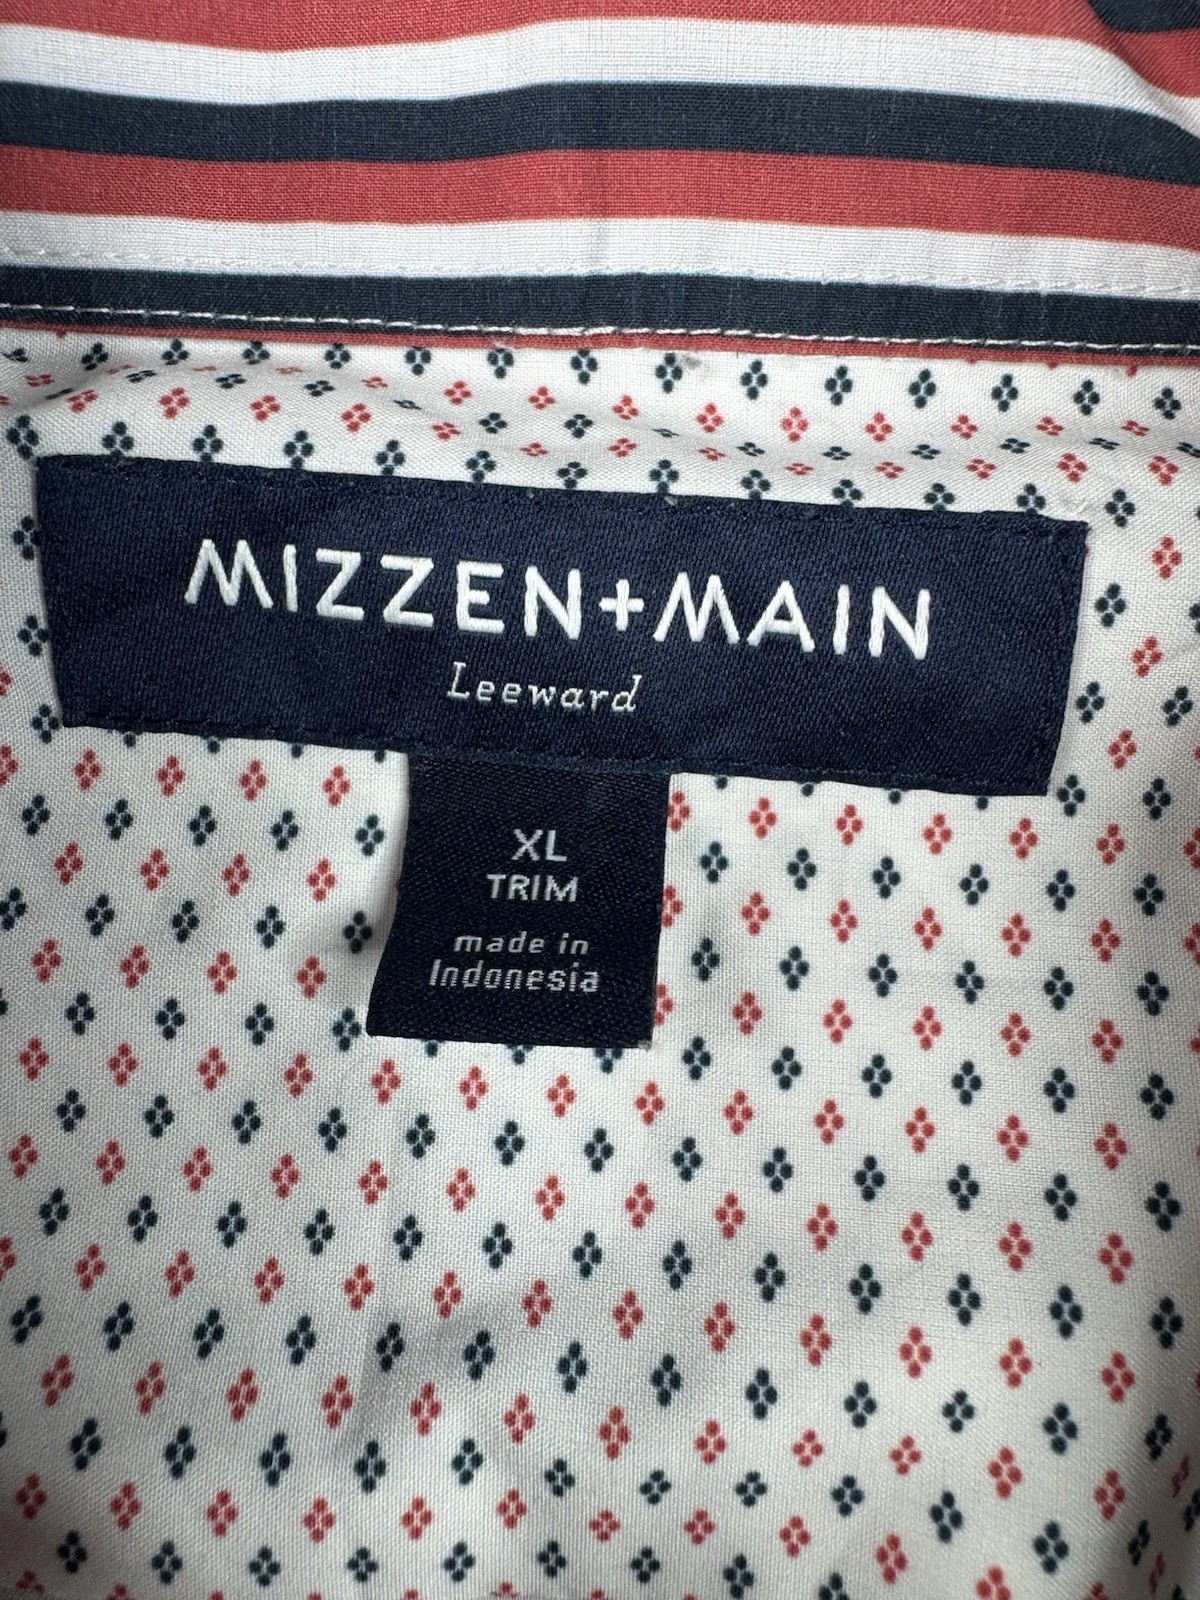 MIZZEN+MAIN
Leeward
XL
TRIM
made in
Indonesia